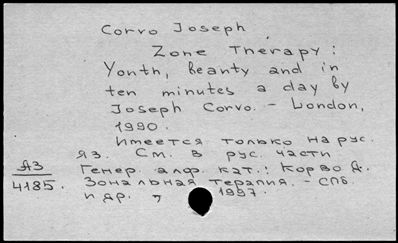 Corvo Joseph
Zone Therapy:
Youth, beauty and in
ten minutes a day by
Joseph Corvo. - London,
1990.
Имеется только на рус.
яз. См. в рус. части
Генер. алф. кат.: Корво Д.
Зональная терапия. - СПб.
и др. , 1997.
ЯЗ
4185.